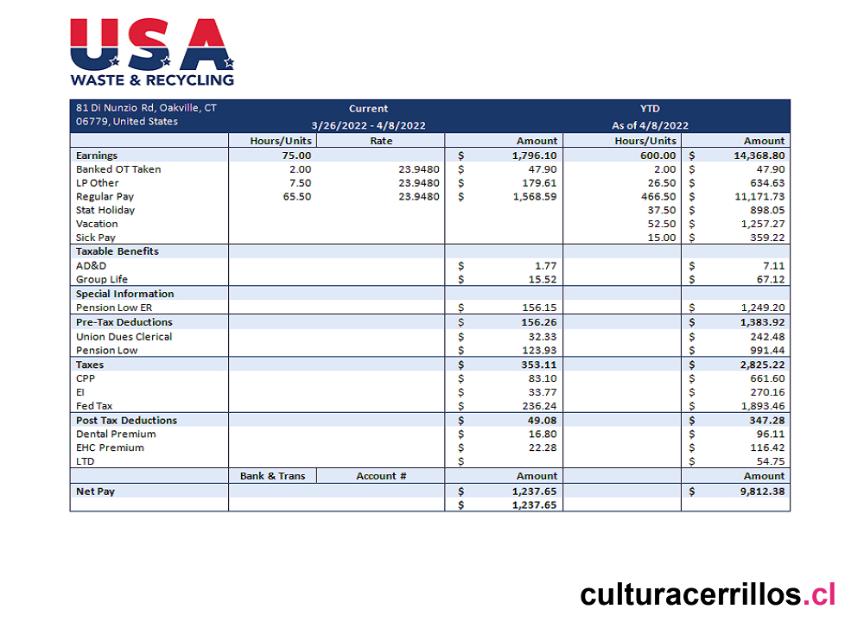 USA
WASTE & RECYCLING
81 Di Nunzio Rd, Oakville, CT Current YTD
06779, United States 3/26/2022 - 4/8/2022 As of 4/8/2022
Hours/Units Rate Amount Hours/Units Amount
Earnings 75.00 $ 1,796.10 600.00 $ 14,368.80
Banked OT Taken 2.00 23.9480 $ 47.90 2.00 $ 47.90
LP Other 7.50 23.9480 $ 179.61 26.50 $ 634.63
Regular Pay 65.50 23.9480 $ 1,568.59 466.50 $ 11,171.73
Stat Holiday 37.50 $ 898.05
Vacation 52.50 $ 1,257.27
Sick Pay 15.00 $ 359.22
Taxable Benefits
AD&D $ 1.77 $ 7.11
Group Life $ 15.52 $ 67.12
Special Information
Pension Low ER $ 156.15 $ 1,249.20
Pre-Tax Deductions $ 156.26 $ 1,383.92
Union Dues Clerical $ 32.33 $ 242.48
Pension Low $ 123.93 $ 991.44
Taxes $ 353.11 $ 2,825.22
CPP $ 83.10 $ 661.60
EI $ 33.77 $ 270.16
Fed Tax $ 236.24 $ 1,893.46
Post Tax Deductions $ 49.08 $ 347.28
Dental Premium $ 16.80 $ 96.11
EHC Premium $ 22.28 $ 116.42
LTD $ $ 54.75
Bank & Trans Account # Amount Amount
Net Pay $ 1,237.65 $ 9,812.38
$ 1,237.65
culturacerrillos.cl